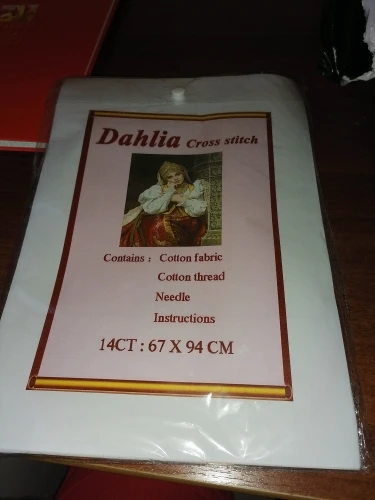 Dahlia Cross stitch
Contains : Cotton fabric
Cotton thread
Needle
Instructions
14CT : 67 X 94 CM